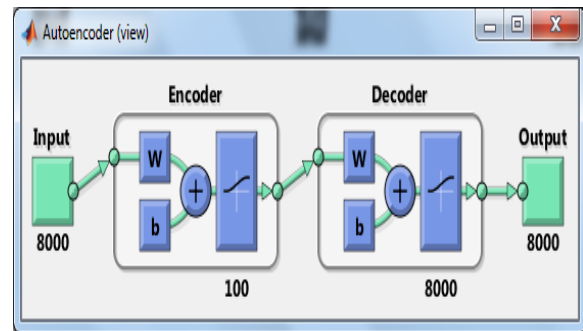 Autoencoder (view)
Encoder
Decoder
Input
Output
W
b
+
W
b
+
8000
100
8000
8000